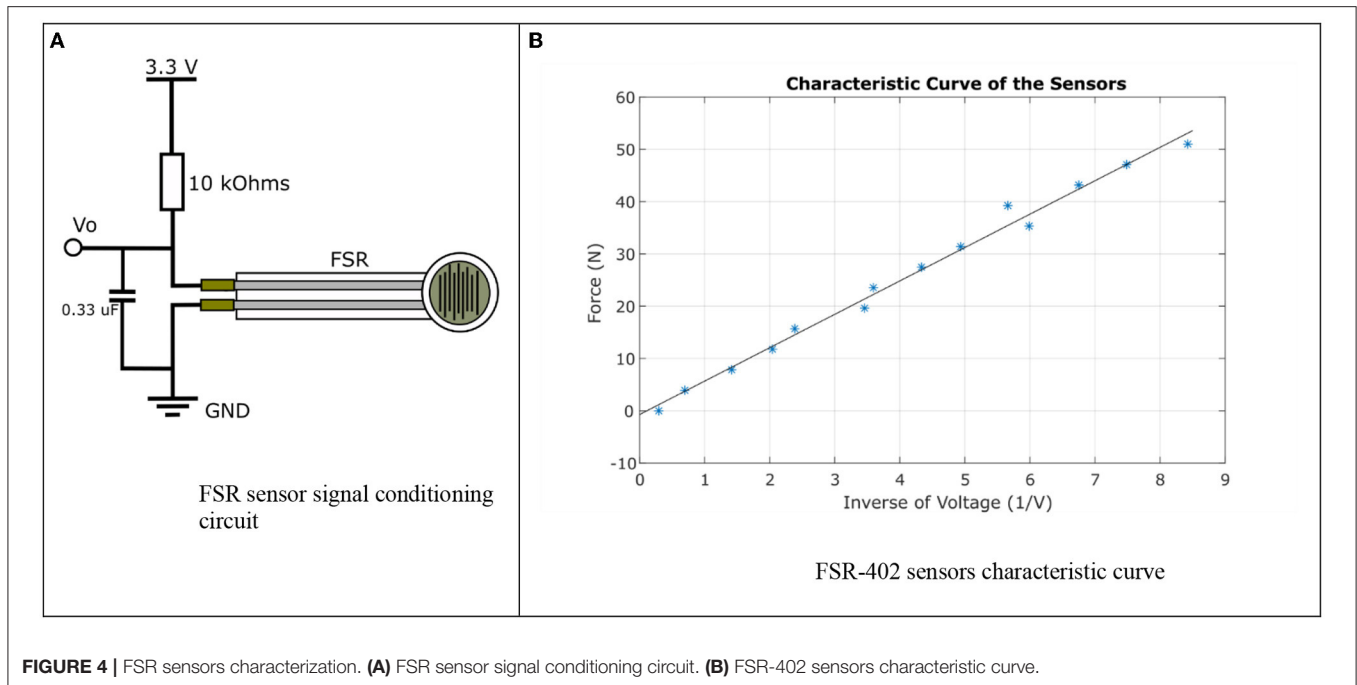 A
3.3 V
10 kOhms
Vo
FSR
0.33 uF
GND
FSR sensor signal conditioning
circuit
B
Characteristic Curve of the Sensors
60
50
40
30
20
10
0
-10
Force (N)
0 1 2 3 4 5 6 7 8 9
Inverse of Voltage (1/V)
FSR-402 sensors characteristic curve
FIGURE 4 | FSR sensors characterization. (A) FSR sensor signal conditioning circuit. (B) FSR-402 sensors characteristic curve.